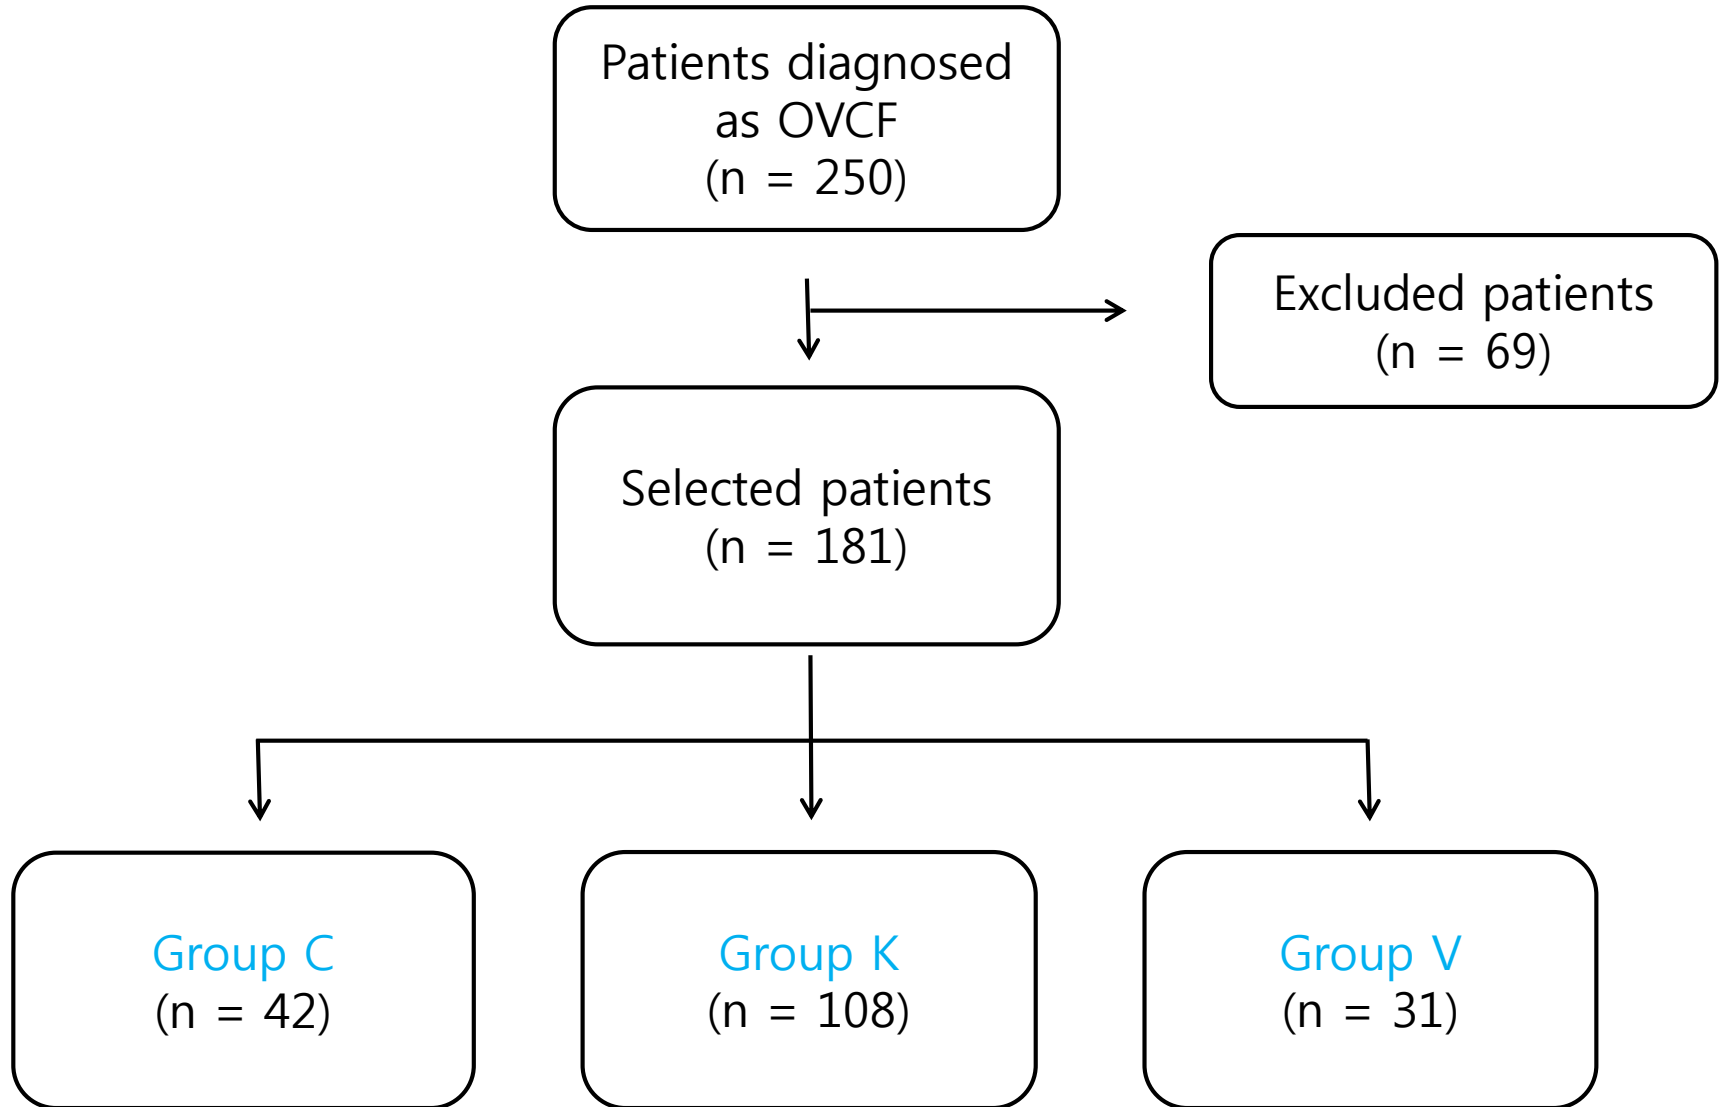 Patients diagnosed
as OVCF
(n = 250)
Excluded patients
(n = 69)
Selected patients
(n = 181)
Group C
(n = 42)
Group K
(n = 108)
Group V
(n = 31)